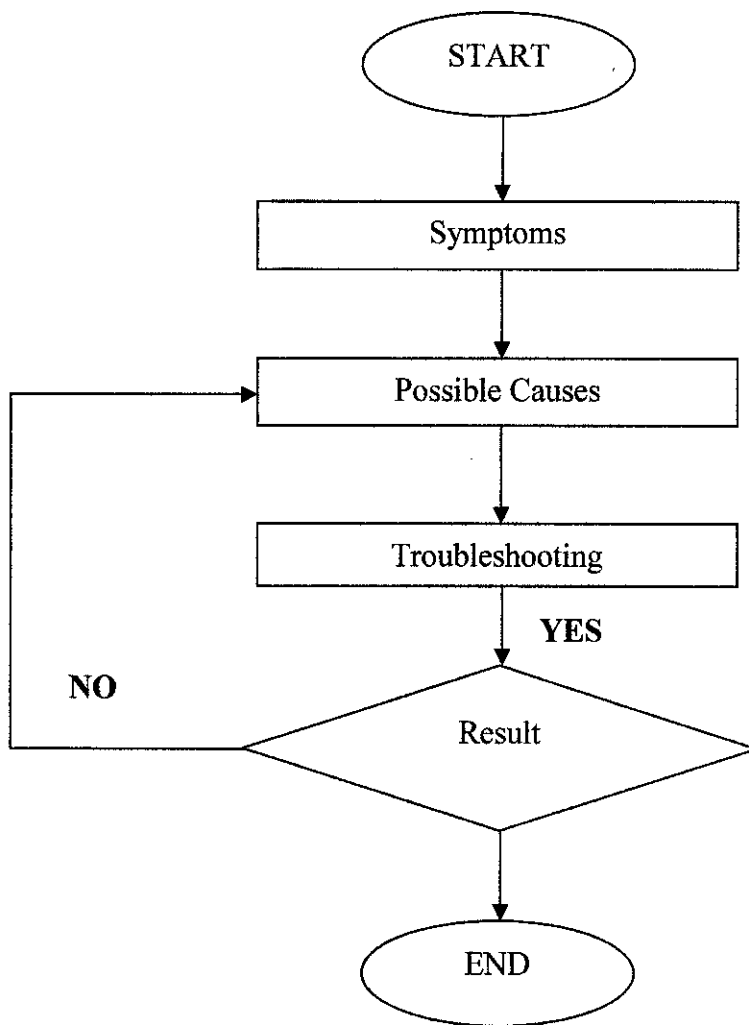 START
Symptoms
Possible Causes
Troubleshooting
YES
NO
Result
END